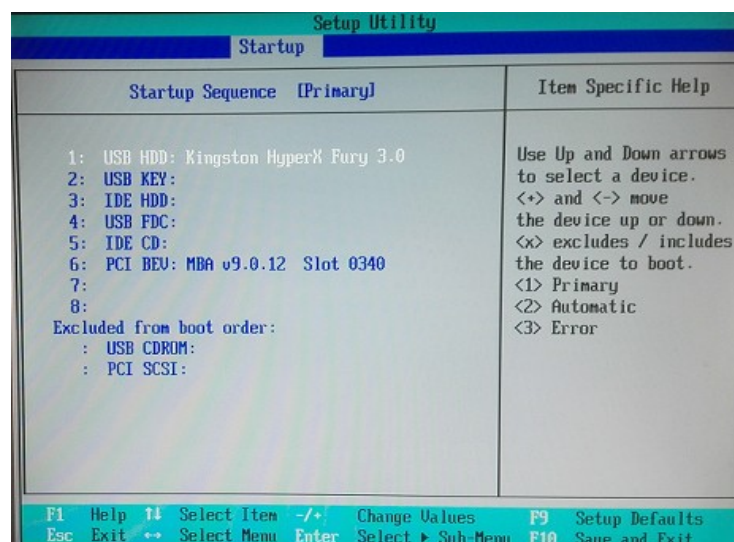 Setup Utility
Startup
Startup Sequence [Primary]
1: USB HDD: Kingston HyperX Fury 3.0
2: USB KEY:
3: IDE HDD:
4: USB FDC:
5: IDE CD:
6: PCI BEV: MBA v9.0.12 Slot 0340
7:
8:
Excluded from boot order:
: USB CDROM:
: PCI SCSI:
Item Specific Help
Use Up and Down arrows
to select a device.
<+> and <-> move
the device up or down.
<x> excludes / includes
the device to boot.
<1> Primary
<2> Automatic
<3> Error
F1 Help ↑↓ Select Item -/+ Change Values F9 Setup Defaults
Esc Exit ↔ Select Menu Enter Select ▶ Sub-Menu F10 Save and Exit